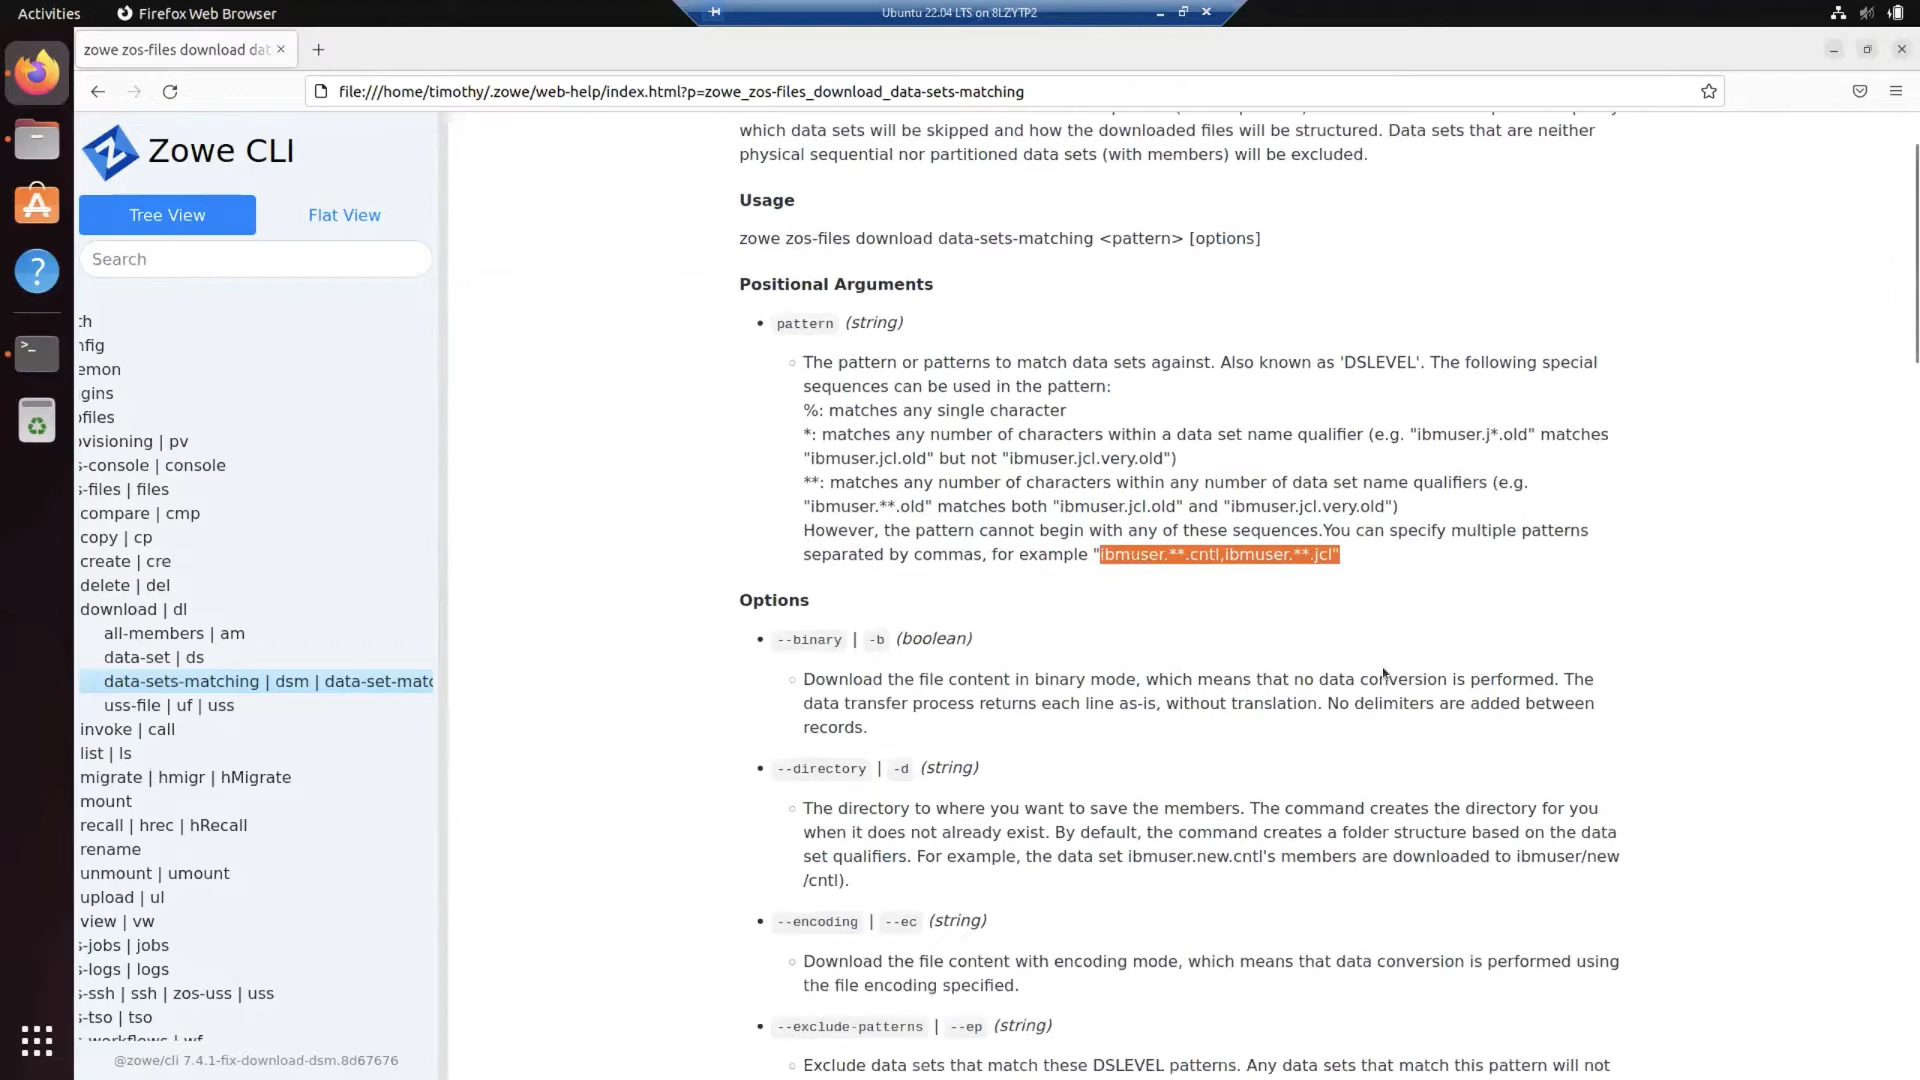 Activities
Firefox Web Browser
Ubuntu 22.04 LTS on 8LZYTP2
zowe zos-files download dat
file:///home/timothy/.zowe/web-help/index.html?p=zowe_zos-files_download_data-sets-matching
Zowe CLI
Tree View
Flat View
Search
th
nfig
emon
gins
ofiles
ovisioning | pv
s-console | console
s-files | files
compare | cmp
copy | cp
create | cre
delete | del
download | dl
all-members | am
data-set | ds
data-sets-matching | dsm | data-set-matc
uss-file | uf | uss
invoke | call
list | ls
migrate | hmigr | hMigrate
mount
recall | hrec | hRecall
rename
unmount | umount
upload | ul
view | vw
s-jobs | jobs
s-logs | logs
s-ssh | ssh | zos-uss | uss
s-tso | tso
s-workflows | wf
@zowe/cli 7.4.1-fix-download-dsm.8d67676
which data sets will be skipped and how the downloaded files will be structured. Data sets that are neither
physical sequential nor partitioned data sets (with members) will be excluded.
Usage
zowe zos-files download data-sets-matching <pattern> [options]
Positional Arguments
• pattern (string)
The pattern or patterns to match data sets against. Also known as 'DSLEVEL'. The following special
sequences can be used in the pattern:
%: matches any single character
*: matches any number of characters within a data set name qualifier (e.g. "ibmuser.j*.old" matches
"ibmuser.jcl.old" but not "ibmuser.jcl.very.old")
**: matches any number of characters within any number of data set name qualifiers (e.g.
"ibmuser.**.old" matches both "ibmuser.jcl.old" and "ibmuser.jcl.very.old")
However, the pattern cannot begin with any of these sequences.You can specify multiple patterns
separated by commas, for example "ibmuser.**.cntl,ibmuser.**.jcl"
Options
• --binary | -b (boolean)
Download the file content in binary mode, which means that no data conversion is performed. The
data transfer process returns each line as-is, without translation. No delimiters are added between
records.
• --directory | -d (string)
The directory to where you want to save the members. The command creates the directory for you
when it does not already exist. By default, the command creates a folder structure based on the data
set qualifiers. For example, the data set ibmuser.new.cntl's members are downloaded to ibmuser/new
/cntl).
• --encoding | --ec (string)
Download the file content with encoding mode, which means that data conversion is performed using
the file encoding specified.
• --exclude-patterns | --ep (string)
Exclude data sets that match these DSLEVEL patterns. Any data sets that match this pattern will not